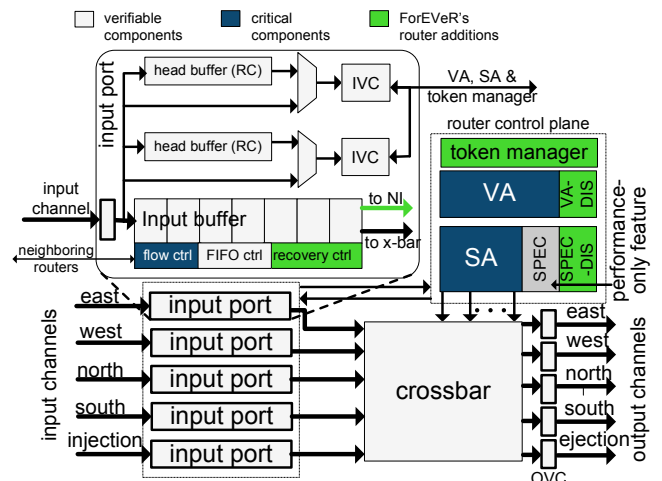 verifiable
components
critical
components
ForEVeR's
router additions
input port
head buffer (RC)
IVC
VA, SA &
token manager
head buffer (RC)
IVC
router control plane
token manager
VA
VA-
DIS
input
channel
Input buffer
to NI
to x-bar
flow ctrl
FIFO ctrl
recovery ctrl
neighboring
routers
SA
SPEC
SPEC
-DIS
performance-
only feature
input channels
east
west
north
south
injection
input port
input port
input port
input port
input port
crossbar
east
west
north
south
ejection
output channels
OVC